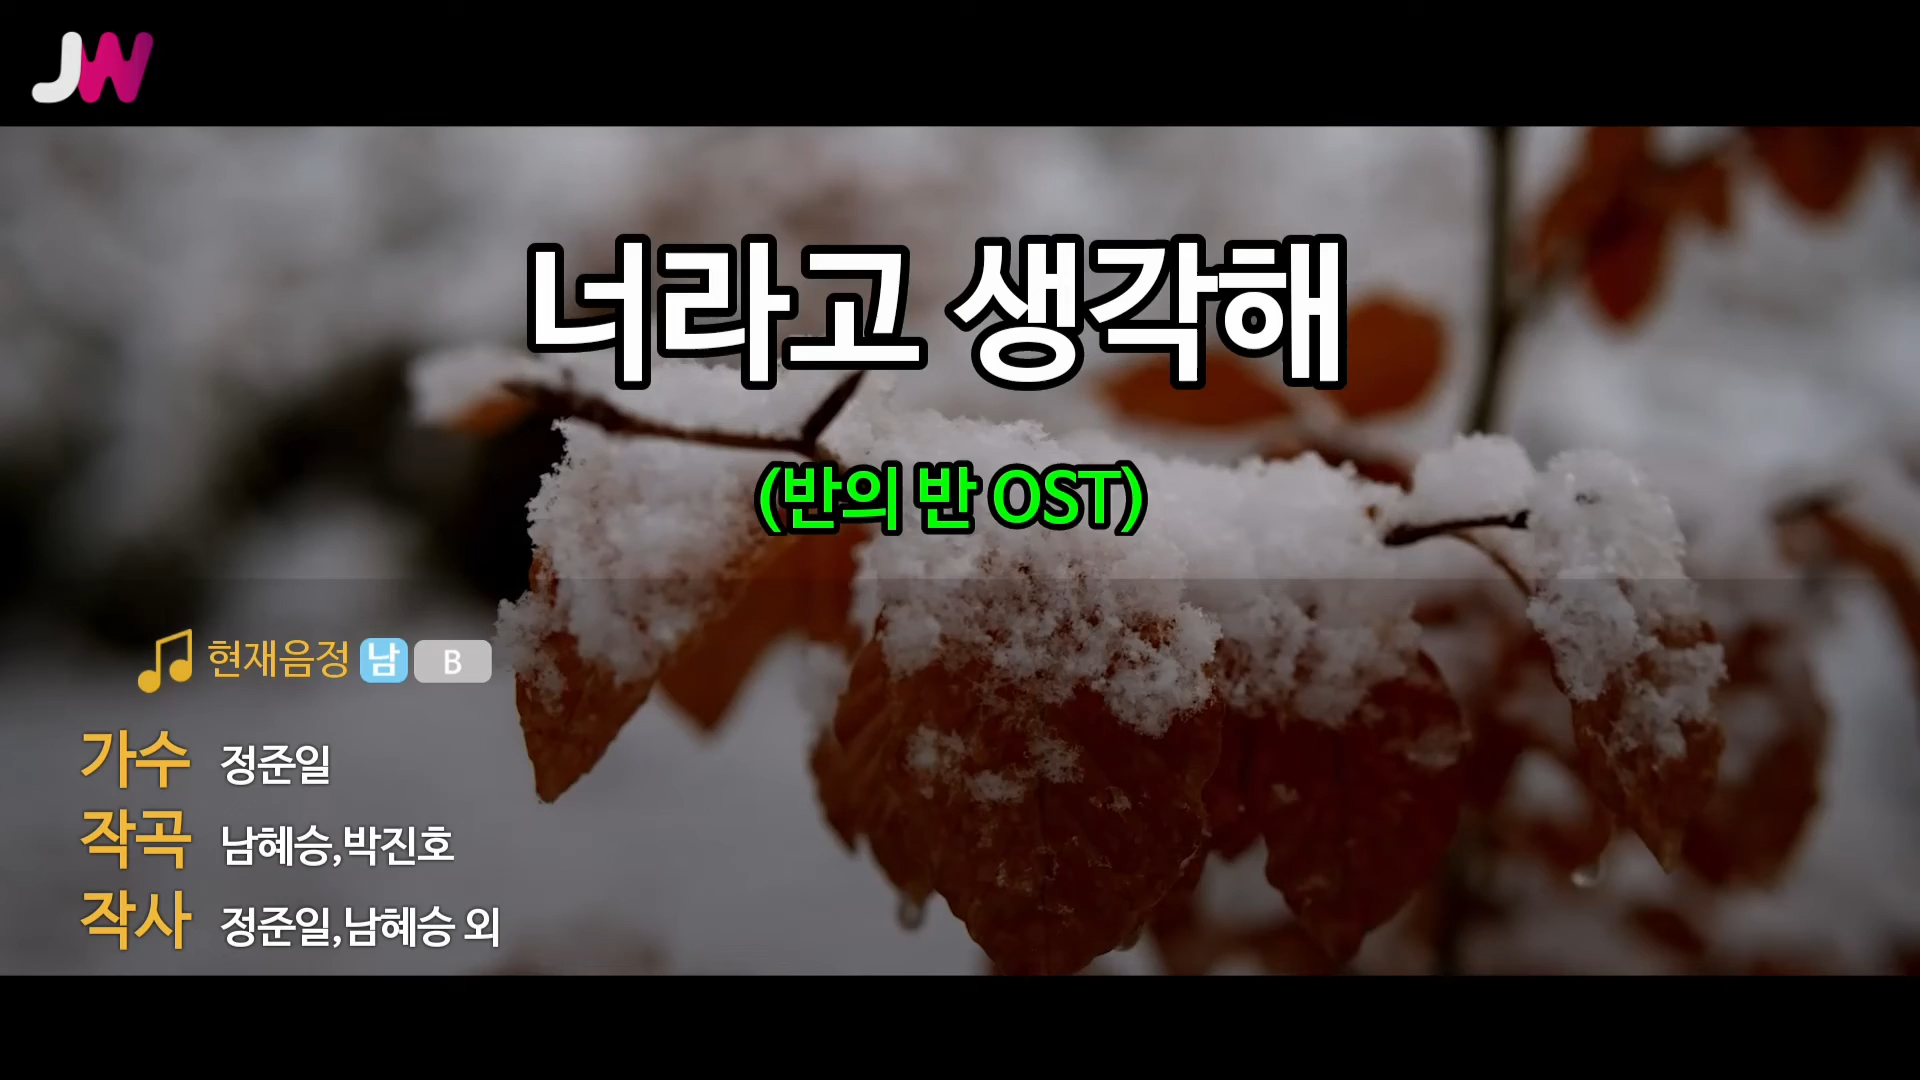 JW
너라고 생각해
(반의 반 OST)
현재음정 남 B
가수 정준일
작곡 남혜승,박진호
작사 정준일,남혜승 외